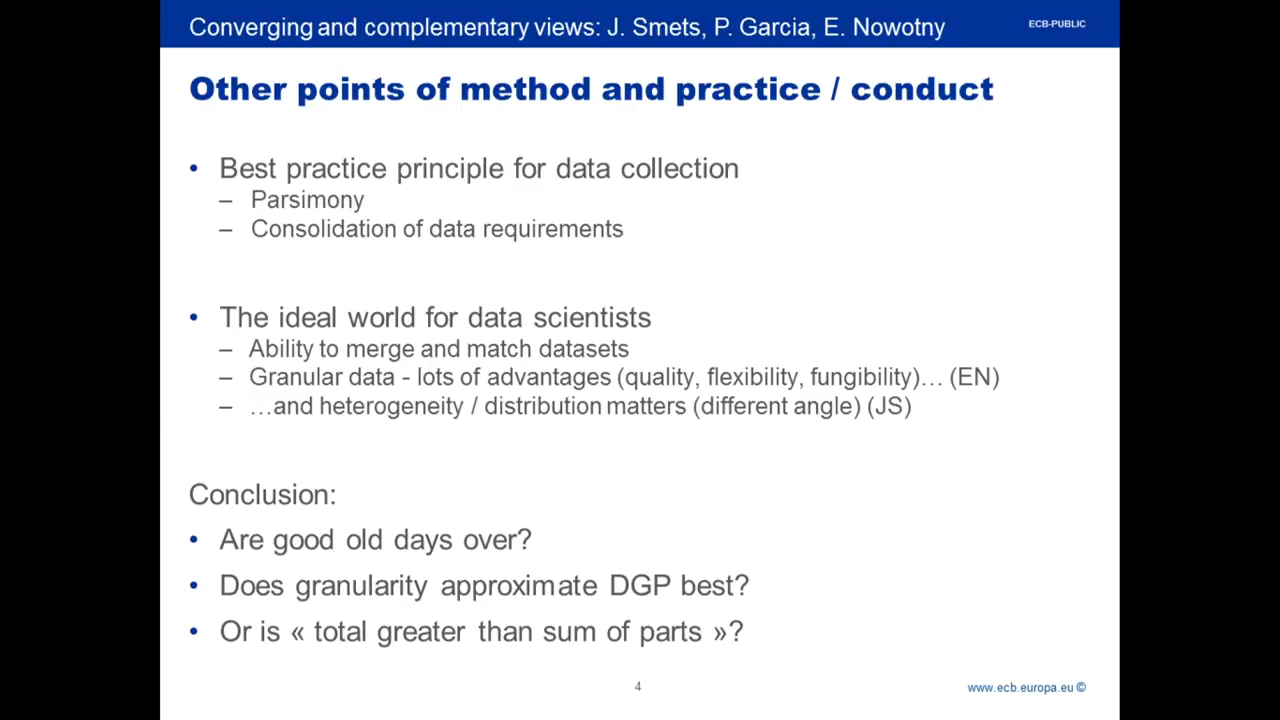 Converging and complementary views: J. Smets, P. Garcia, E. Nowotny
ECB-PUBLIC
Other points of method and practice / conduct
• Best practice principle for data collection
– Parsimony
– Consolidation of data requirements
• The ideal world for data scientists
– Ability to merge and match datasets
– Granular data - lots of advantages (quality, flexibility, fungibility)… (EN)
– …and heterogeneity / distribution matters (different angle) (JS)
Conclusion:
• Are good old days over?
• Does granularity approximate DGP best?
• Or is « total greater than sum of parts »?
4
www.ecb.europa.eu ©